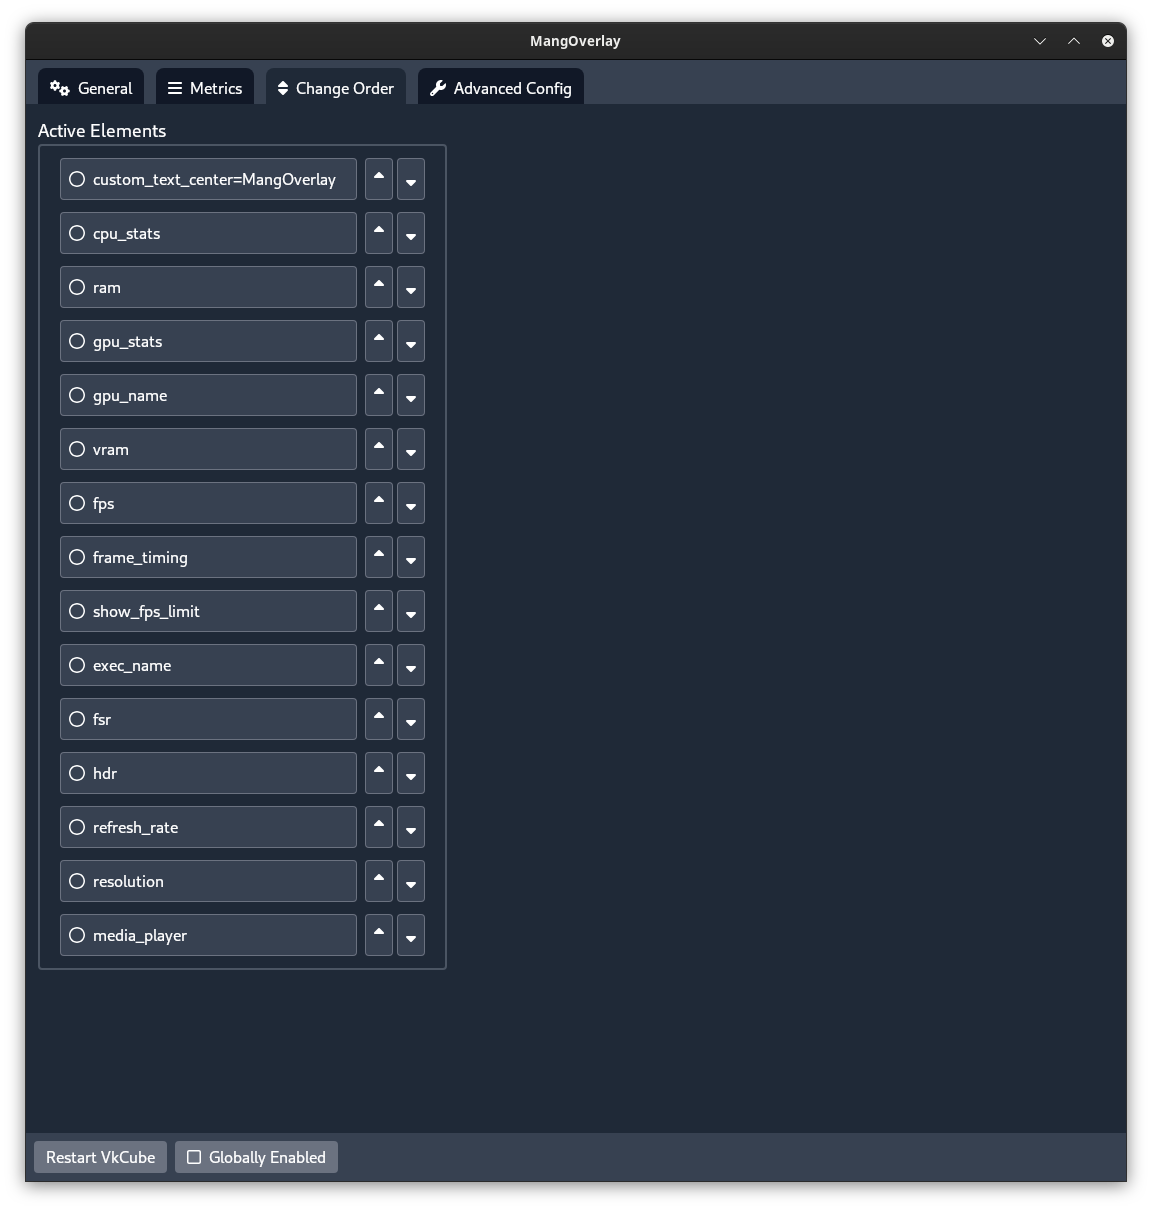 MangOverlay
General Metrics Change Order Advanced Config
Active Elements
custom_text_center=MangOverlay
cpu_stats
ram
gpu_stats
gpu_name
vram
fps
frame_timing
show_fps_limit
exec_name
fsr
hdr
refresh_rate
resolution
media_player
Restart VkCube Globally Enabled